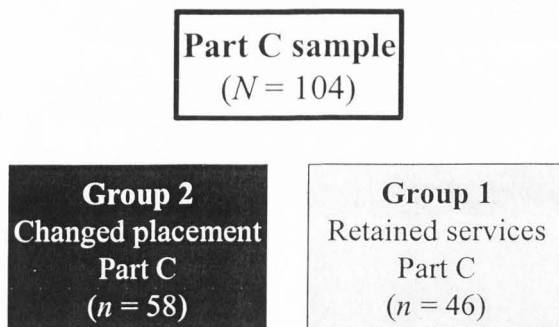 Part C sample
(N = 104)
Group 2
Changed placement
Part C
(n = 58)
Group 1
Retained services
Part C
(n = 46)